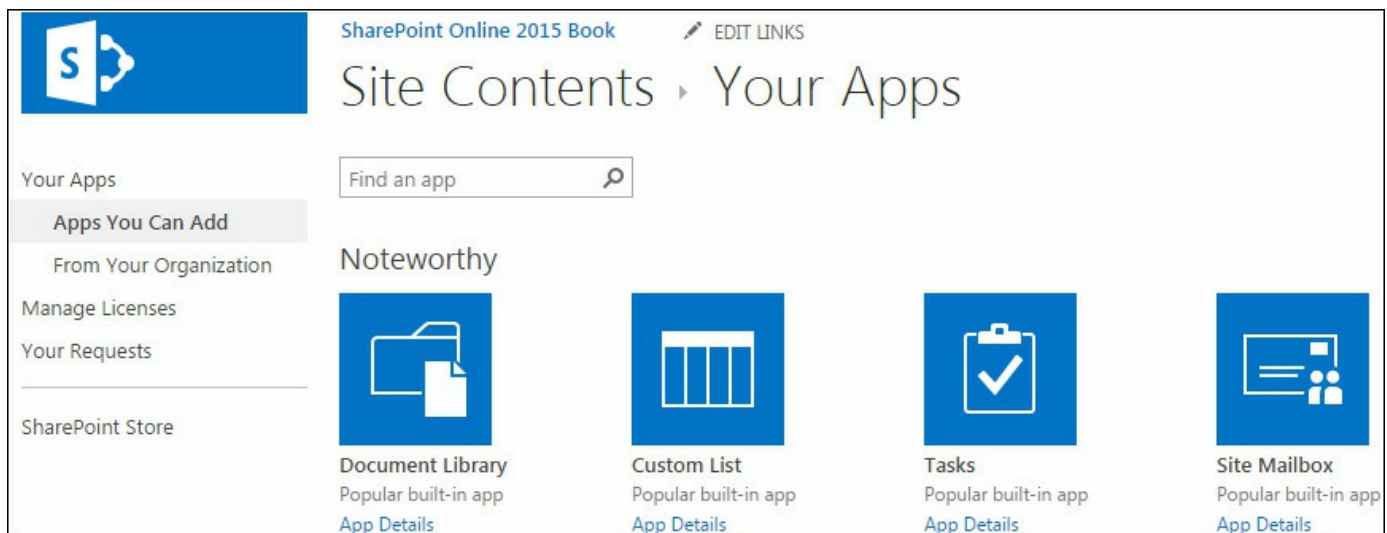 S
SharePoint Online 2015 Book EDIT LINKS
Site Contents ▸ Your Apps
Find an app
Your Apps
Apps You Can Add
From Your Organization
Manage Licenses
Your Requests
SharePoint Store
Noteworthy
Document Library Custom List Tasks Site Mailbox
Popular built-in app Popular built-in app Popular built-in app Popular built-in app
App Details App Details App Details App Details